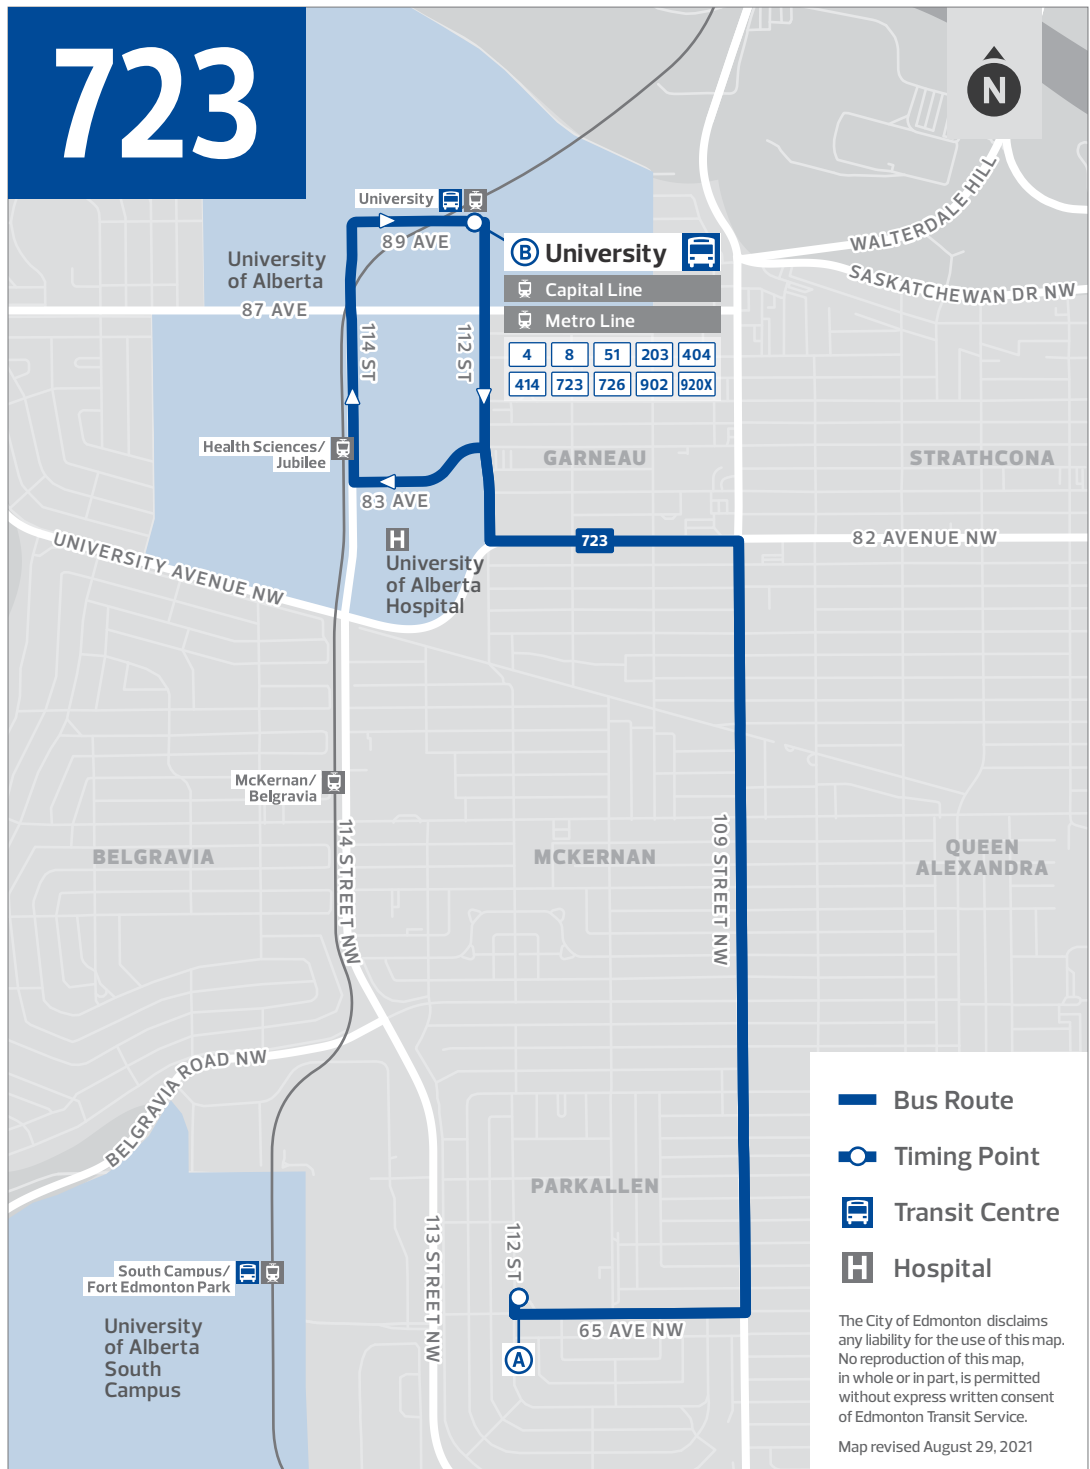 723
N
University
89 AVE
University
of Alberta
87 AVE
B University
Capital Line
Metro Line
4 8 51 203 404
414 723 726 902 920X
WALTERDALE HILL
SASKATCHEWAN DR NW
114 ST
112 ST
Health Sciences/
Jubilee
GARNEAU
STRATHCONA
83 AVE
H
University
of Alberta
Hospital
723
82 AVENUE NW
UNIVERSITY AVENUE NW
McKernan/
Belgravia
BELGRAVIA
114 STREET NW
MCKERNAN
109 STREET NW
QUEEN
ALEXANDRA
BELGRAVIA ROAD NW
PARKALLEN
113 STREET NW
112 ST
65 AVE NW
A
South Campus/
Fort Edmonton Park
University
of Alberta
South
Campus
Bus Route
Timing Point
Transit Centre
H Hospital
The City of Edmonton disclaims
any liability for the use of this map.
No reproduction of this map,
in whole or in part, is permitted
without express written consent
of Edmonton Transit Service.
Map revised August 29, 2021